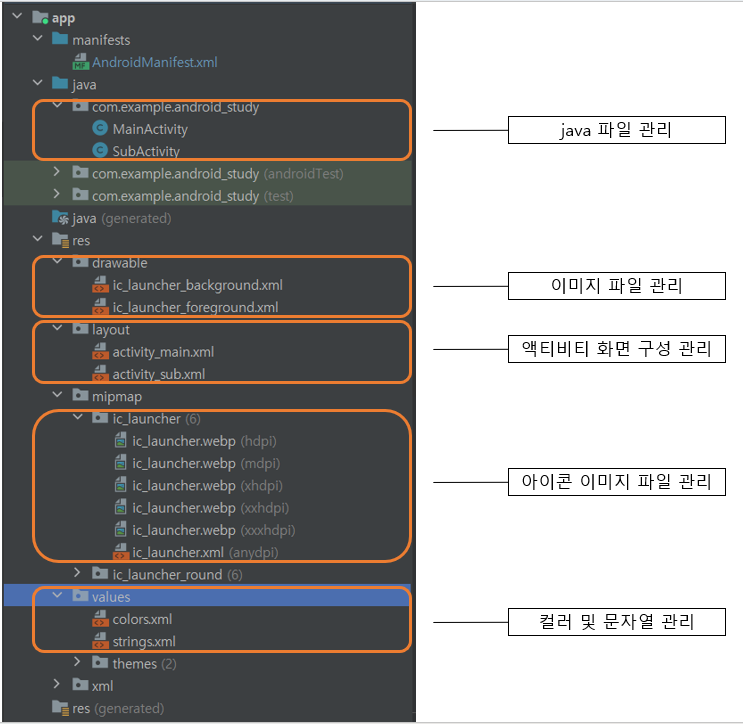 app
manifests
AndroidManifest.xml
java
com.example.android_study
MainActivity
java 파일 관리
SubActivity
com.example.android_study (androidTest)
com.example.android_study (test)
java (generated)
res
drawable
ic_launcher_background.xml
이미지 파일 관리
ic_launcher_foreground.xml
layout
activity_main.xml
액티비티 화면 구성 관리
activity_sub.xml
mipmap
ic_launcher (6)
ic_launcher.webp (hdpi)
ic_launcher.webp (mdpi)
ic_launcher.webp (xhdpi)
아이콘 이미지 파일 관리
ic_launcher.webp (xxhdpi)
ic_launcher.webp (xxxhdpi)
ic_launcher.xml (anydpi)
ic_launcher_round (6)
values
colors.xml
컬러 및 문자열 관리
strings.xml
themes (2)
xml
res (generated)